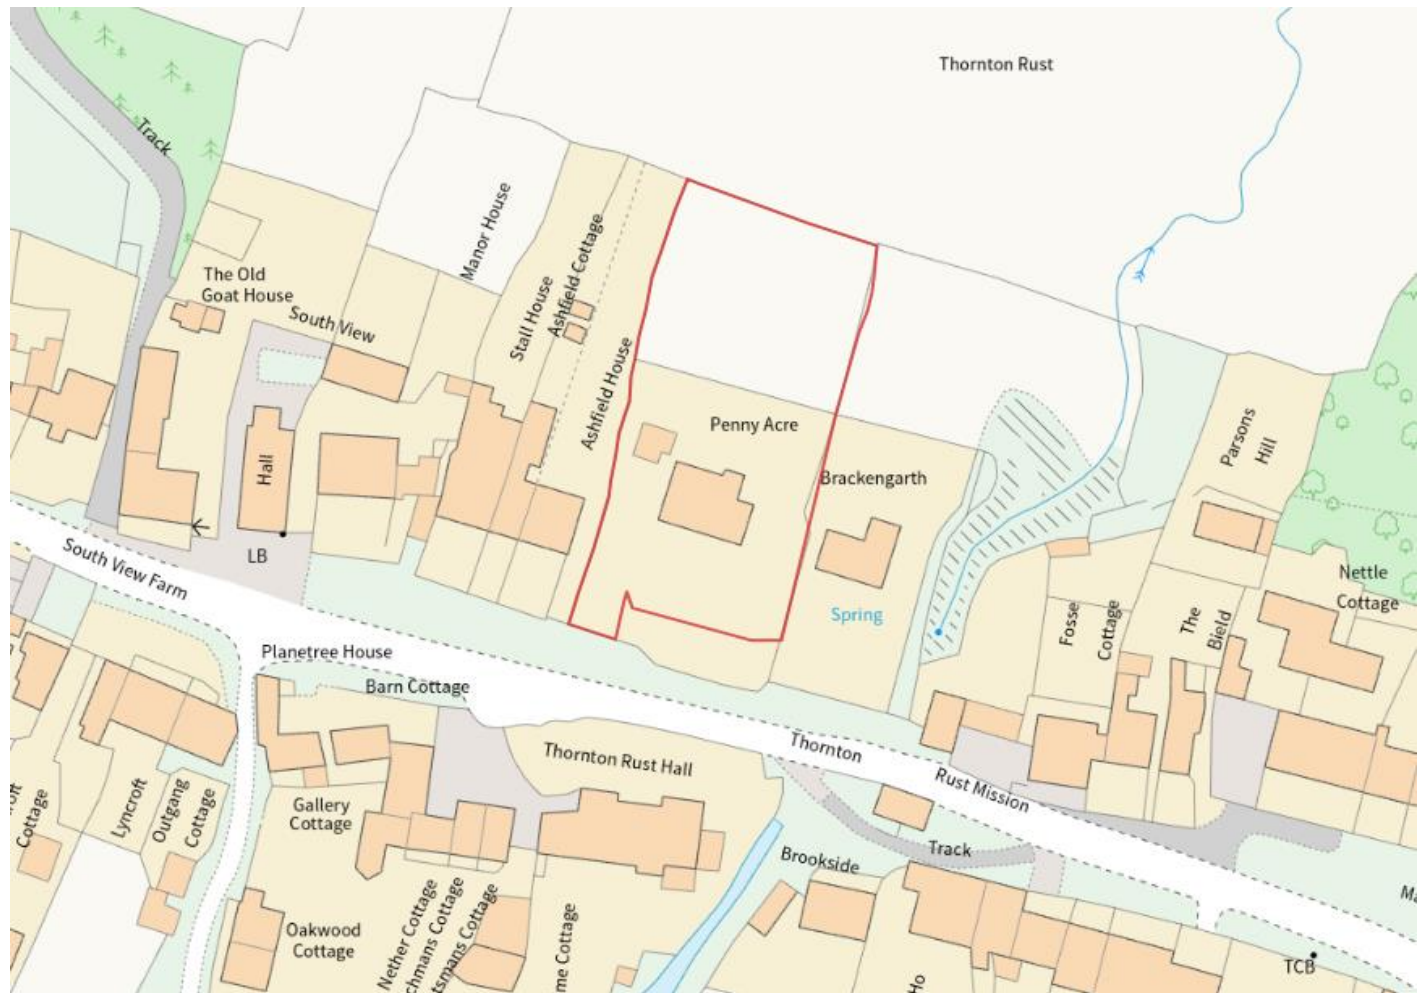 Thornton Rust
Track
Manor House
The Old
Goat House
South View
Stall House
Ashfield Cottage
Ashfield House
Penny Acre
Parsons
Hill
Hall
Brackengarth
LB
South View Farm
Spring
Nettle
Cottage
Fosse
Cottage
The
Bield
Planetree House
Barn Cottage
Thornton Rust Hall
Thornton
Rust Mission
Cottage
Lyncroft
Outgang
Cottage
Gallery
Cottage
Track
Brookside
Oakwood
Cottage
Nether Cottage
Cottage
Cottage
Cottage
TCB